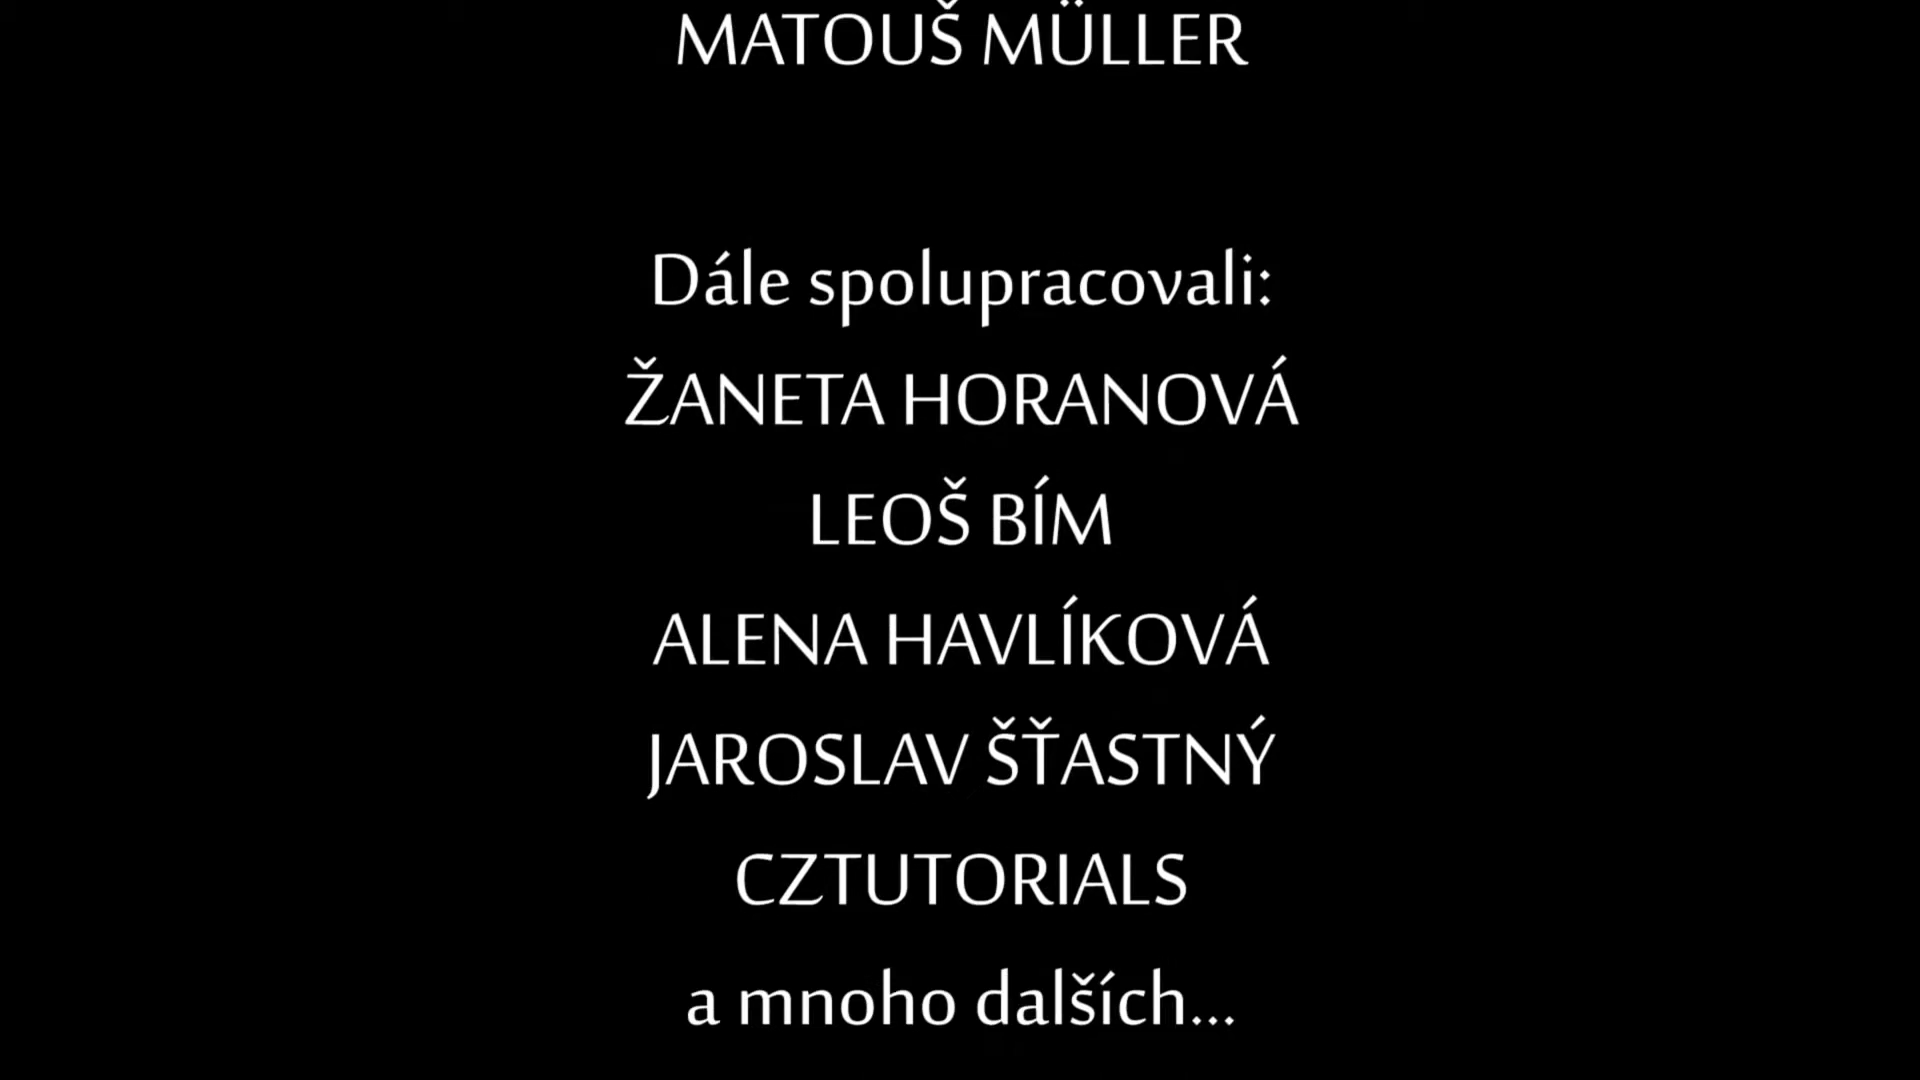 MATOUŠ MÜLLER
Dále spolupracovali:
ŽANETA HORANOVÁ
LEOŠ BÍM
ALENA HAVLÍKOVÁ
JAROSLAV ŠŤASTNÝ
CZTUTORIALS
a mnoho dalších...